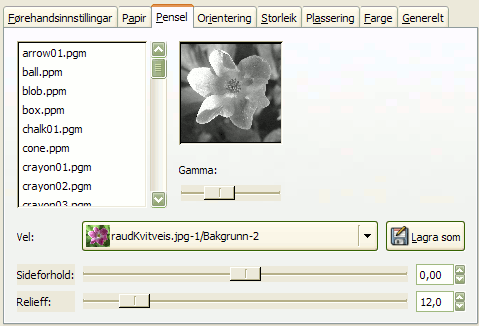 Førehandsinnstillingar Papir Pensel Orientering Storleik Plassering Farge Generelt
arrow01.pgm
ball.ppm
blob.ppm
box.ppm
chalk01.pgm
cone.ppm
crayon01.pgm
crayon02.pgm
crayon03.pgm
Gamma:
Vel: raudKvitveis.jpg-1/Bakgrunn-2 Lagra som
Sideforhold: 0,00
Relieff: 12,0